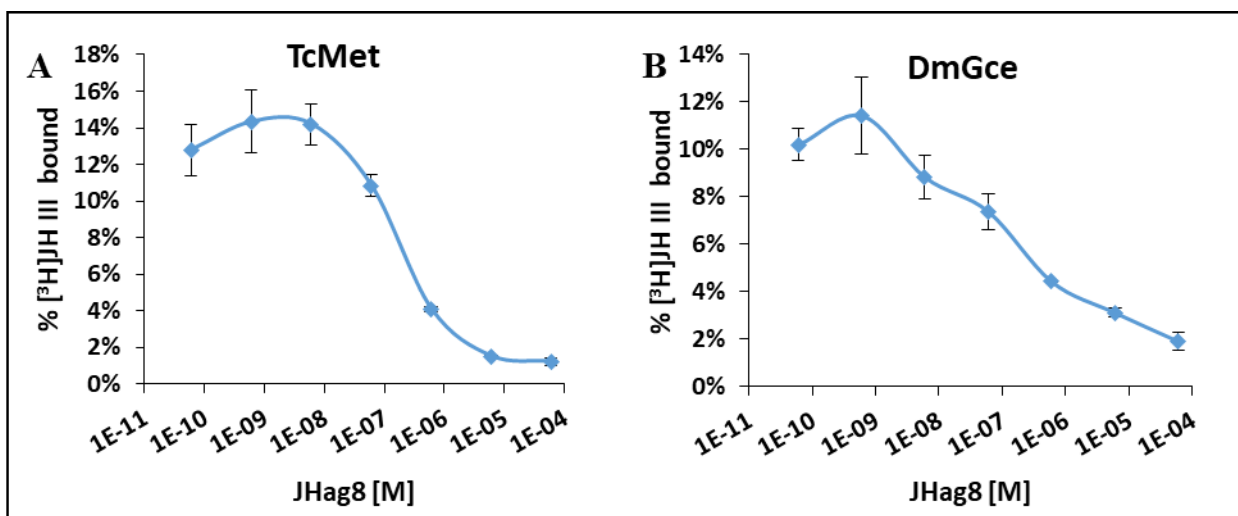 A
TcMet
% [³H]JH III bound
18%
16%
14%
12%
10%
8%
6%
4%
2%
0%
1E-11
1E-10
1E-09
1E-08
1E-07
1E-06
1E-05
1E-04
JHag8 [M]
B
DmGce
% [³H]JH III bound
14%
12%
10%
8%
6%
4%
2%
0%
1E-11
1E-10
1E-09
1E-08
1E-07
1E-06
1E-05
1E-04
JHag8 [M]